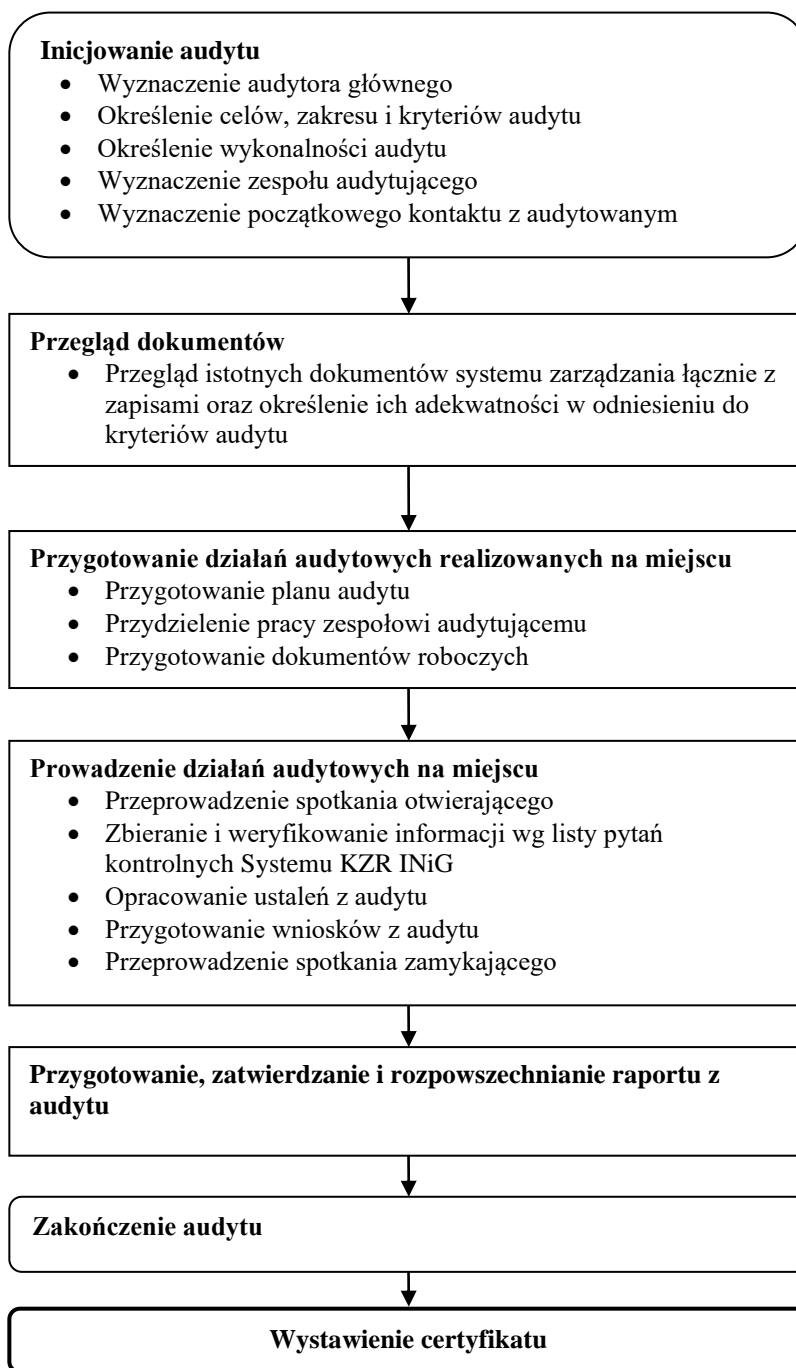 Inicjowanie audytu
• Wyznaczenie audytora głównego
• Określenie celów, zakresu i kryteriów audytu
• Określenie wykonalności audytu
• Wyznaczenie zespołu audytującego
• Wyznaczenie początkowego kontaktu z audytowanym
Przegląd dokumentów
• Przegląd istotnych dokumentów systemu zarządzania łącznie z
zapisami oraz określenie ich adekwatności w odniesieniu do
kryteriów audytu
Przygotowanie działań audytowych realizowanych na miejscu
• Przygotowanie planu audytu
• Przydzielenie pracy zespołowi audytującemu
• Przygotowanie dokumentów roboczych
Prowadzenie działań audytowych na miejscu
• Przeprowadzenie spotkania otwierającego
• Zbieranie i weryfikowanie informacji wg listy pytań
kontrolnych Systemu KZR INiG
• Opracowanie ustaleń z audytu
• Przygotowanie wniosków z audytu
• Przeprowadzenie spotkania zamykającego
Przygotowanie, zatwierdzanie i rozpowszechnianie raportu z
audytu
Zakończenie audytu
Wystawienie certyfikatu